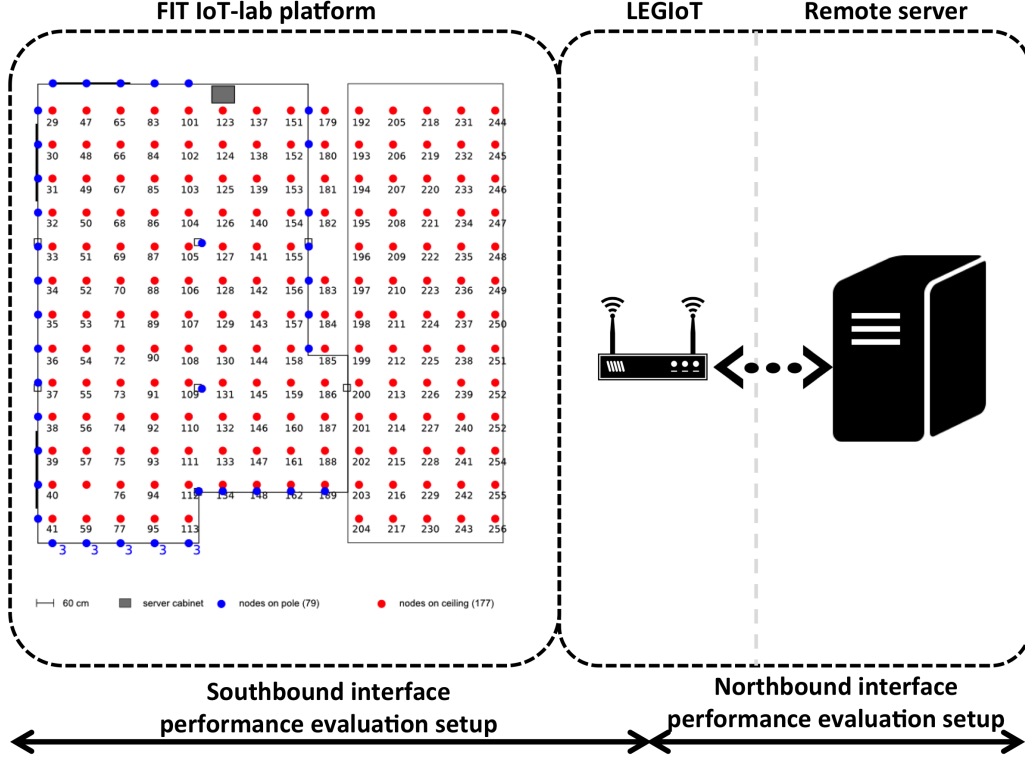 FIT IoT-lab platform LEGIoT Remote server
29 47 65 83 101 123 137 151 179 192 205 218 231 244
30 48 66 84 102 124 138 152 180 193 206 219 232 245
31 49 67 85 103 125 139 153 181 194 207 220 233 246
32 50 68 86 104 126 140 154 182 195 208 221 234 247
33 51 69 87 105 127 141 155 196 209 222 235 248
34 52 70 88 106 128 142 156 183 197 210 223 236 249
35 53 71 89 107 129 143 157 184 198 211 224 237 250
36 54 72 90 108 130 144 158 185 199 212 225 238 251
37 55 73 91 109 131 145 159 186 200 213 226 239 252
38 56 74 92 110 132 146 160 187 201 214 227 240 252
39 57 75 93 111 133 147 161 188 202 215 228 241 254
40 76 94 112 134 148 162 189 203 216 229 242 255
41 59 77 95 113 204 217 230 243 256
3 3 3 3 3
60 cm server cabinet nodes on pole (79) nodes on ceiling (177)
Southbound interface
performance evaluation setup
Northbound interface
performance evaluation setup